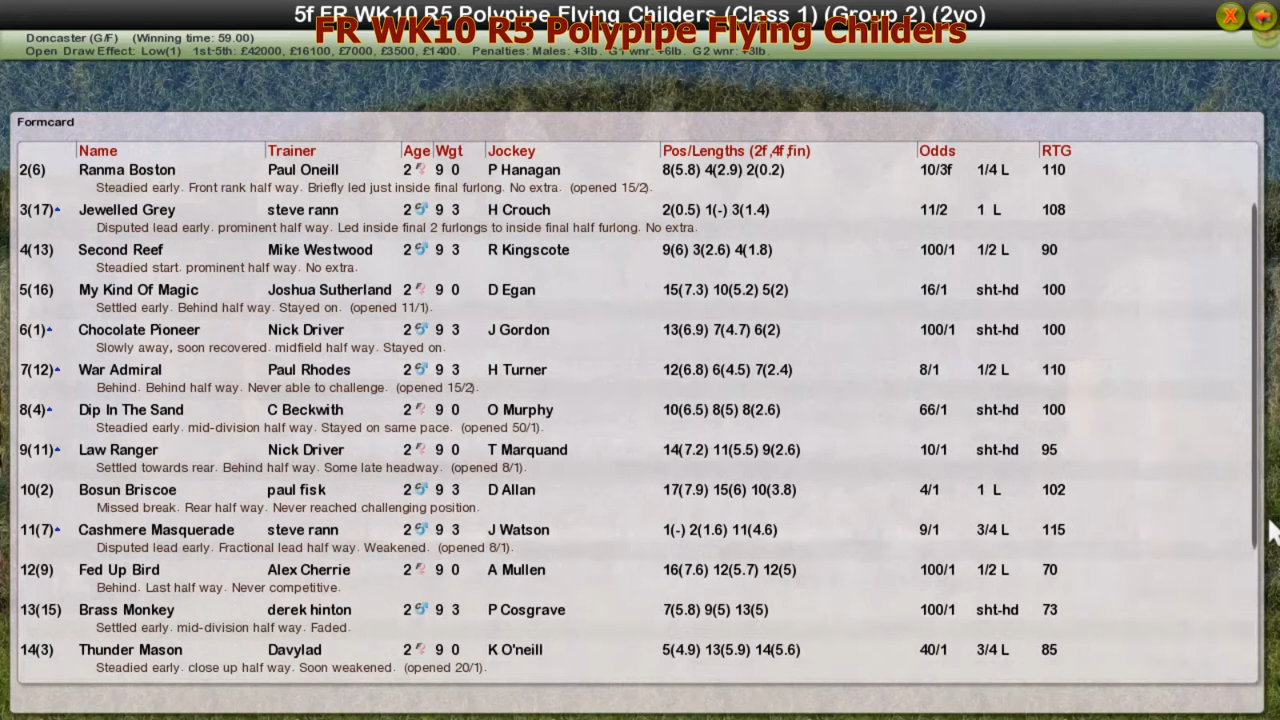 5f FR WK10 R5 Polypipe Flying Childers (Class 1) (Group 2) (2yo)
FR WK10 R5 Polypipe Flying Childers
Doncaster (G/F) (Winning time: 59.00)
Open Draw Effect: Low(1) 1st-5th: £42000, £16100, £7000, £3500, £1400. Penalties: Males: +3lb. G1 wnr: +6lb. G2 wnr: +3lb.
Formcard
Name Trainer Age Wgt Jockey Pos/Lengths (2f,4f,fin) Odds RTG
2(6) Ranma Boston Paul Oneill 2 9 0 P Hanagan 8(5.8) 4(2.9) 2(0.2) 10/3f 1/4 L 110
Steadied early. Front rank half way. Briefly led just inside final furlong. No extra. (opened 15/2).
3(17) Jewelled Grey steve rann 2 9 3 H Crouch 2(0.5) 1(-) 3(1.4) 11/2 1 L 108
Disputed lead early. prominent half way. Led inside final 2 furlongs to inside final half furlong. No extra.
4(13) Second Reef Mike Westwood 2 9 3 R Kingscote 9(6) 3(2.6) 4(1.8) 100/1 1/2 L 90
Steadied start. prominent half way. No extra.
5(16) My Kind Of Magic Joshua Sutherland 2 9 0 D Egan 15(7.3) 10(5.2) 5(2) 16/1 sht-hd 100
Settled early. Behind half way. Stayed on. (opened 11/1).
6(1) Chocolate Pioneer Nick Driver 2 9 3 J Gordon 13(6.9) 7(4.7) 6(2) 100/1 sht-hd 100
Slowly away, soon recovered. midfield half way. Stayed on.
7(12) War Admiral Paul Rhodes 2 9 3 H Turner 12(6.8) 6(4.5) 7(2.4) 8/1 1/2 L 110
Behind. Behind half way. Never able to challenge. (opened 15/2).
8(4) Dip In The Sand C Beckwith 2 9 0 O Murphy 10(6.5) 8(5) 8(2.6) 66/1 sht-hd 100
Steadied early. mid-division half way. Stayed on same pace. (opened 50/1).
9(11) Law Ranger Nick Driver 2 9 0 T Marquand 14(7.2) 11(5.5) 9(2.6) 10/1 sht-hd 95
Settled towards rear. Behind half way. Some late headway. (opened 8/1).
10(2) Bosun Briscoe paul fisk 2 9 3 D Allan 17(7.9) 15(6) 10(3.8) 4/1 1 L 102
Missed break. Rear half way. Never reached challenging position.
11(7) Cashmere Masquerade steve rann 2 9 3 J Watson 1(-) 2(1.6) 11(4.6) 9/1 3/4 L 115
Disputed lead early. Fractional lead half way. Weakened. (opened 8/1).
12(9) Fed Up Bird Alex Cherrie 2 9 0 A Mullen 16(7.6) 12(5.7) 12(5) 100/1 1/2 L 70
Behind. Last half way. Never competitive.
13(15) Brass Monkey derek hinton 2 9 3 P Cosgrave 7(5.8) 9(5) 13(5) 100/1 sht-hd 73
Settled early. mid-division half way. Faded.
14(3) Thunder Mason Davylad 2 9 0 K O'neill 5(4.9) 13(5.9) 14(5.6) 40/1 3/4 L 85
Steadied early. close up half way. Soon weakened. (opened 20/1).